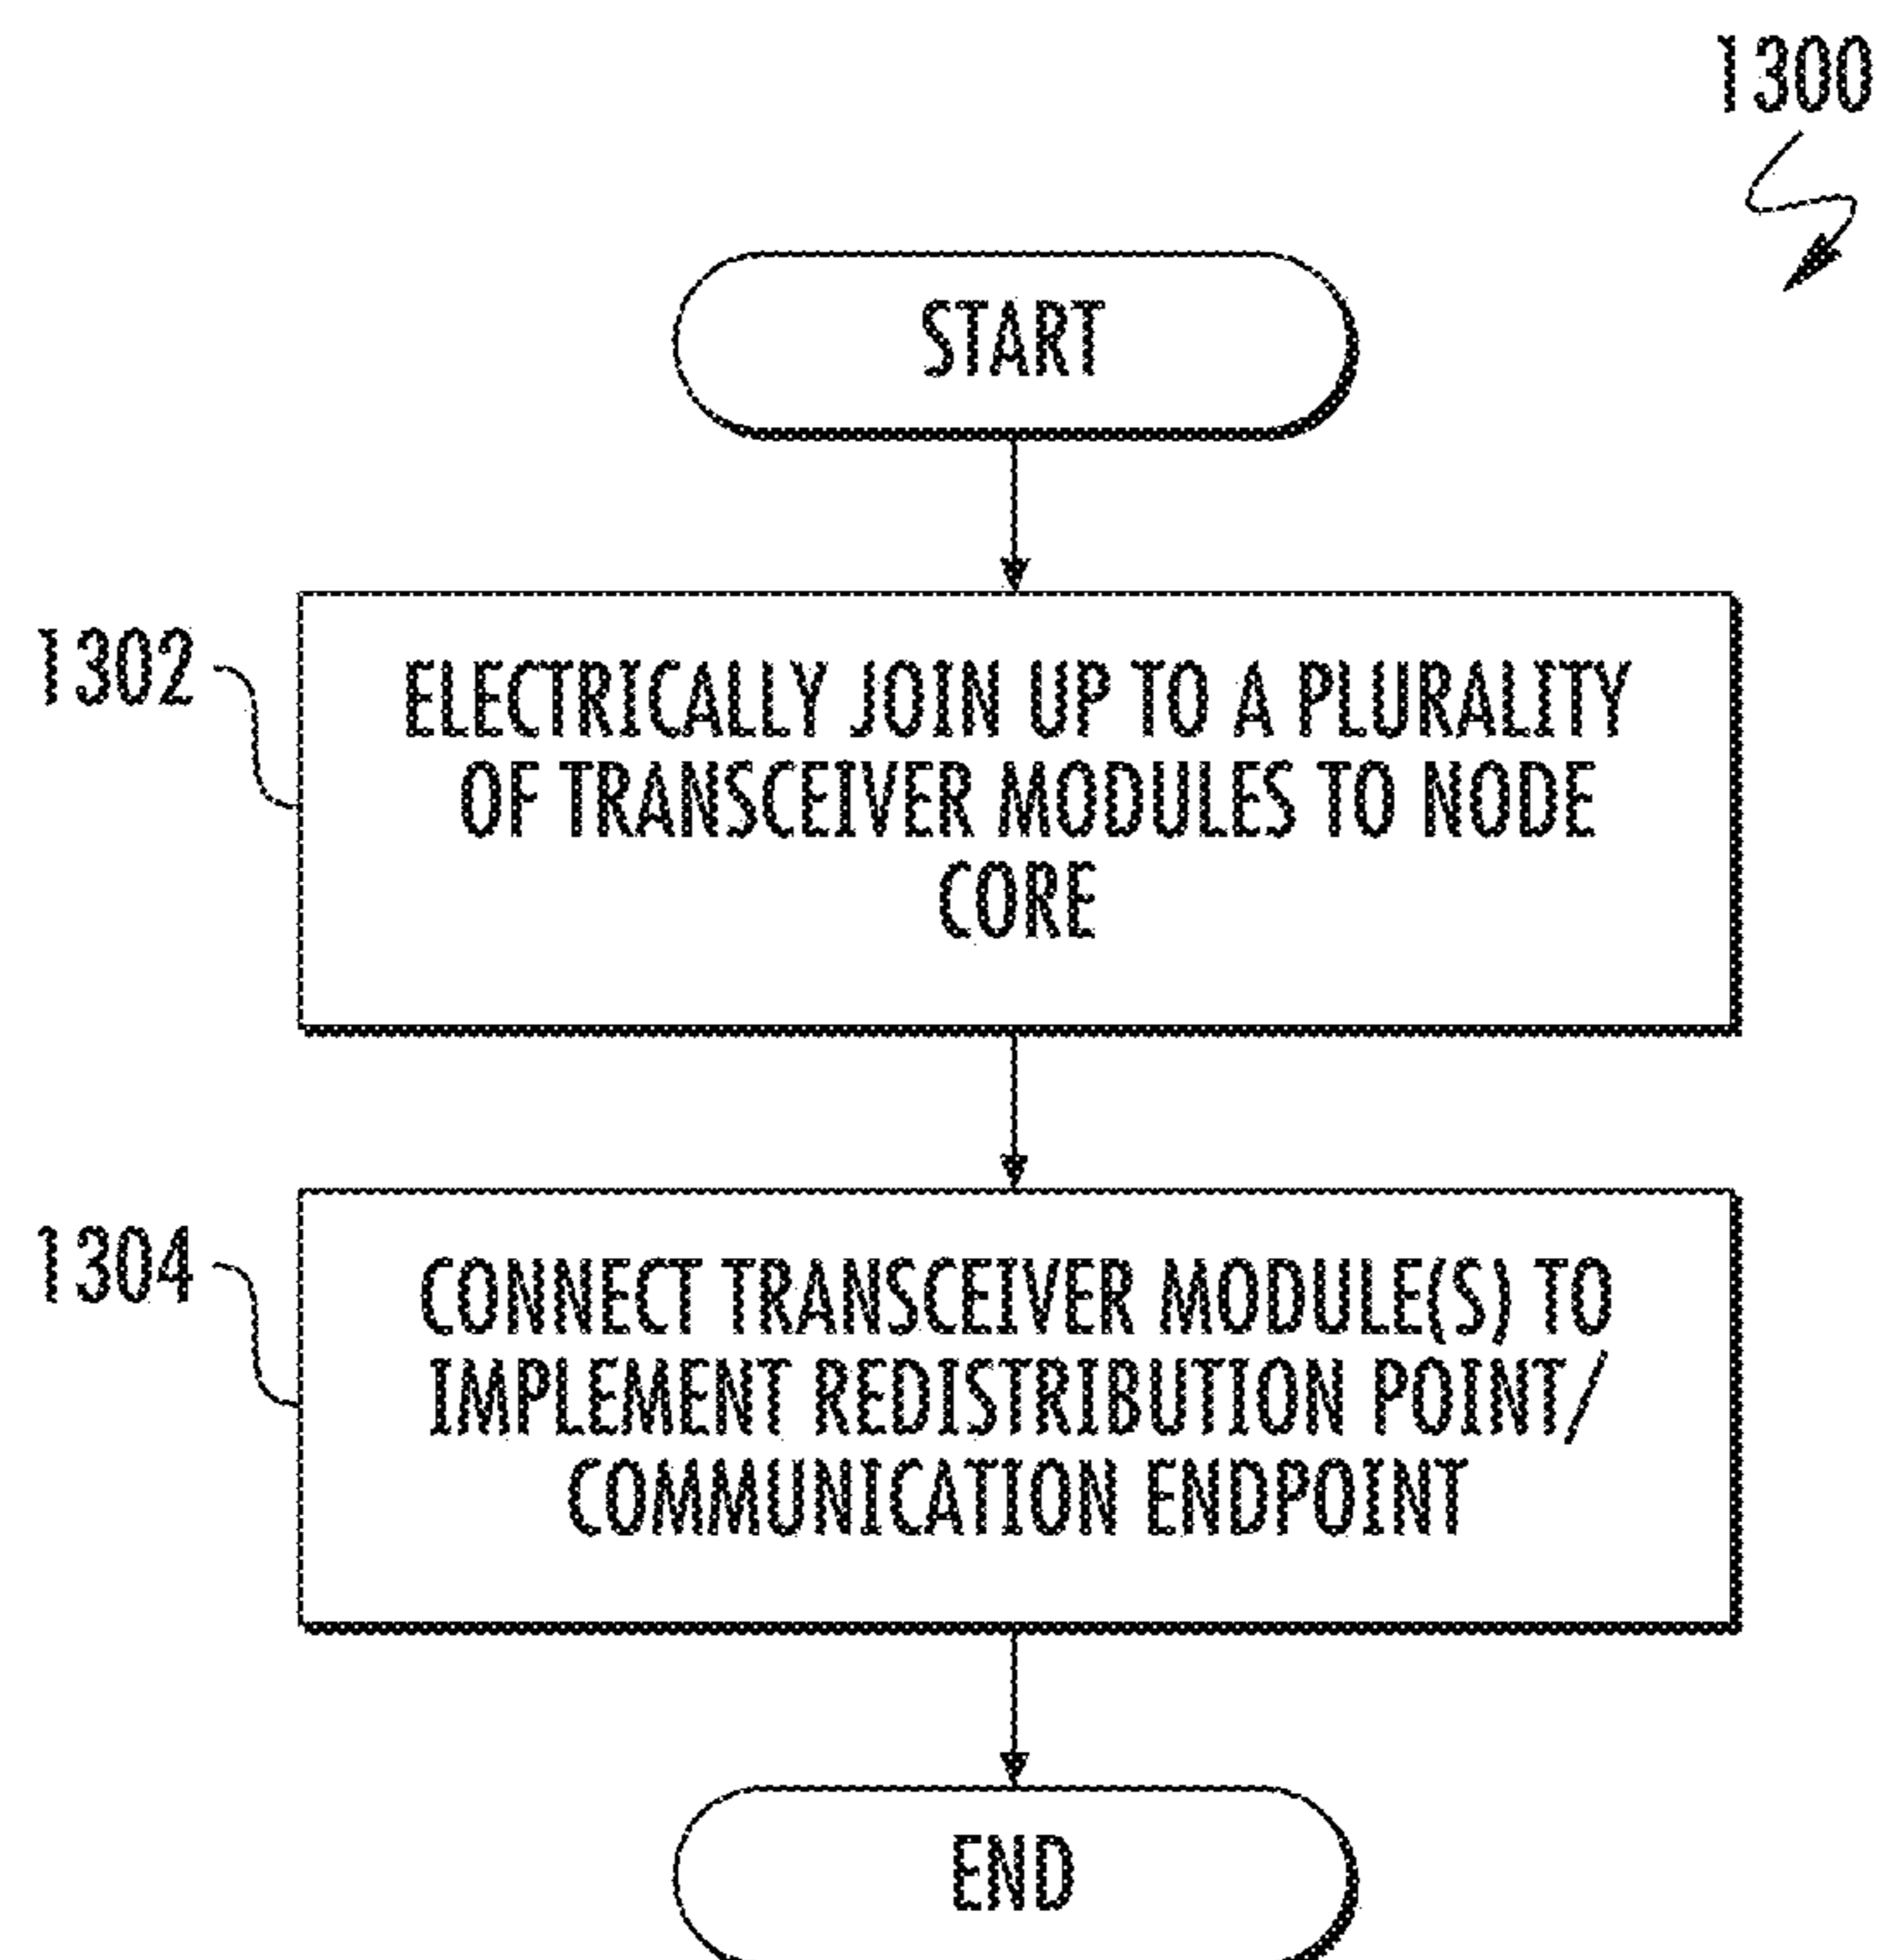 1300
START
1302
ELECTRICALLY JOIN UP TO A PLURALITY
OF TRANSCEIVER MODULES TO NODE
CORE
1304
CONNECT TRANSCEIVER MODULE(S) TO
IMPLEMENT REDISTRIBUTION POINT/
COMMUNICATION ENDPOINT
END